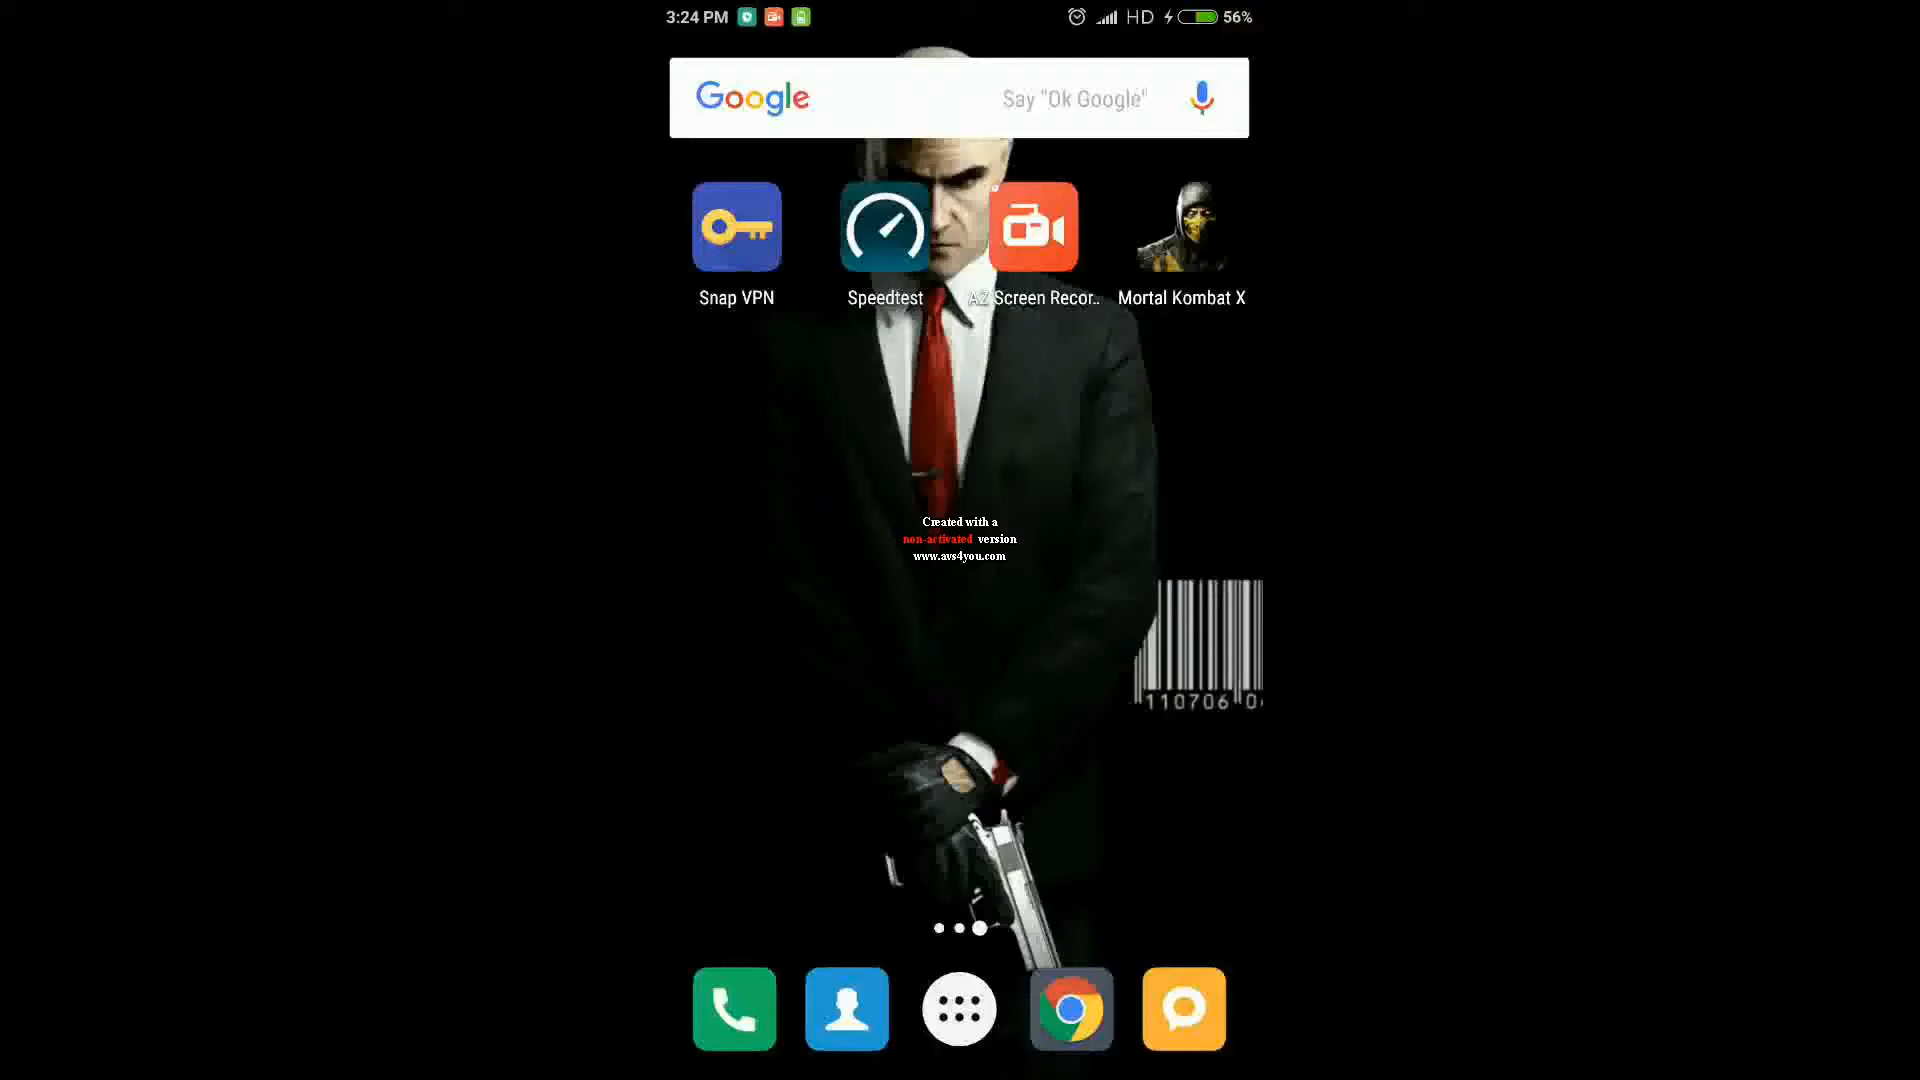 3:24 PM
HD
56%
Google
Say "Ok Google"
Snap VPN
Speedtest
AZ Screen Recor..
Mortal Kombat X
Created with a
non-activated version
www.avs4you.com
110706